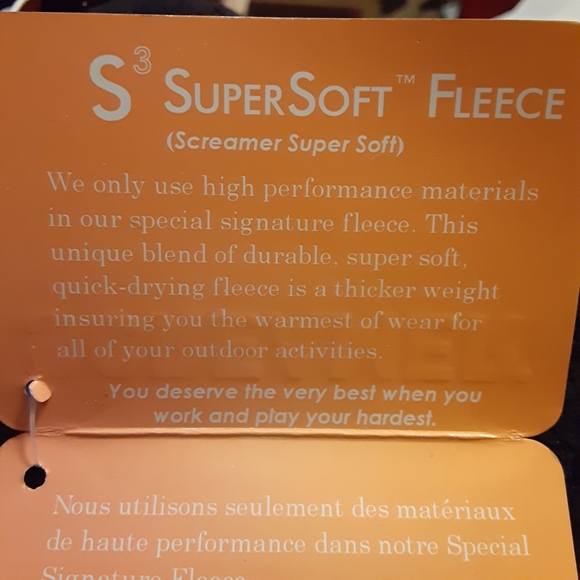 S³ SUPERSOFT™ FLEECE
(Screamer Super Soft)
We only use high performance materials
in our special signature fleece. This
unique blend of durable, super soft,
quick-drying fleece is a thicker weight
insuring you the warmest of wear for
all of your outdoor activities.
You deserve the very best when you
work and play your hardest.
Nous utilisons seulement des matériaux
de haute performance dans notre Special
Signature Fleece.